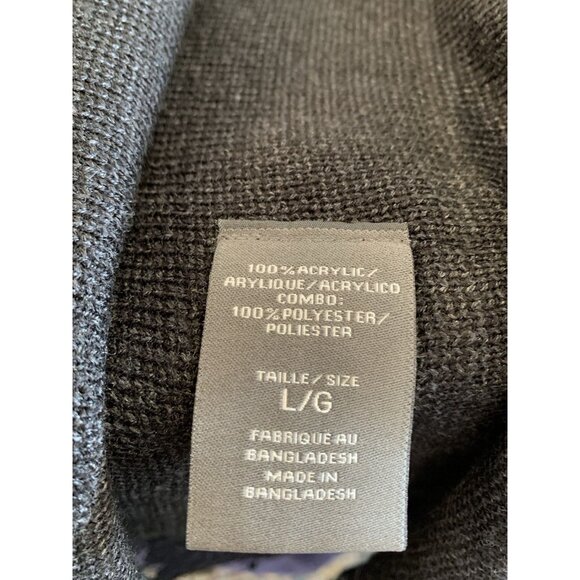 100% ACRYLIC/
ARYLIQUE/ACRYLICO
COMBO:
100% POLYESTER/
POLIESTER
TAILLE/SIZE
L/G
FABRIQUE AU
BANGLADESH
MADE IN
BANGLADESH